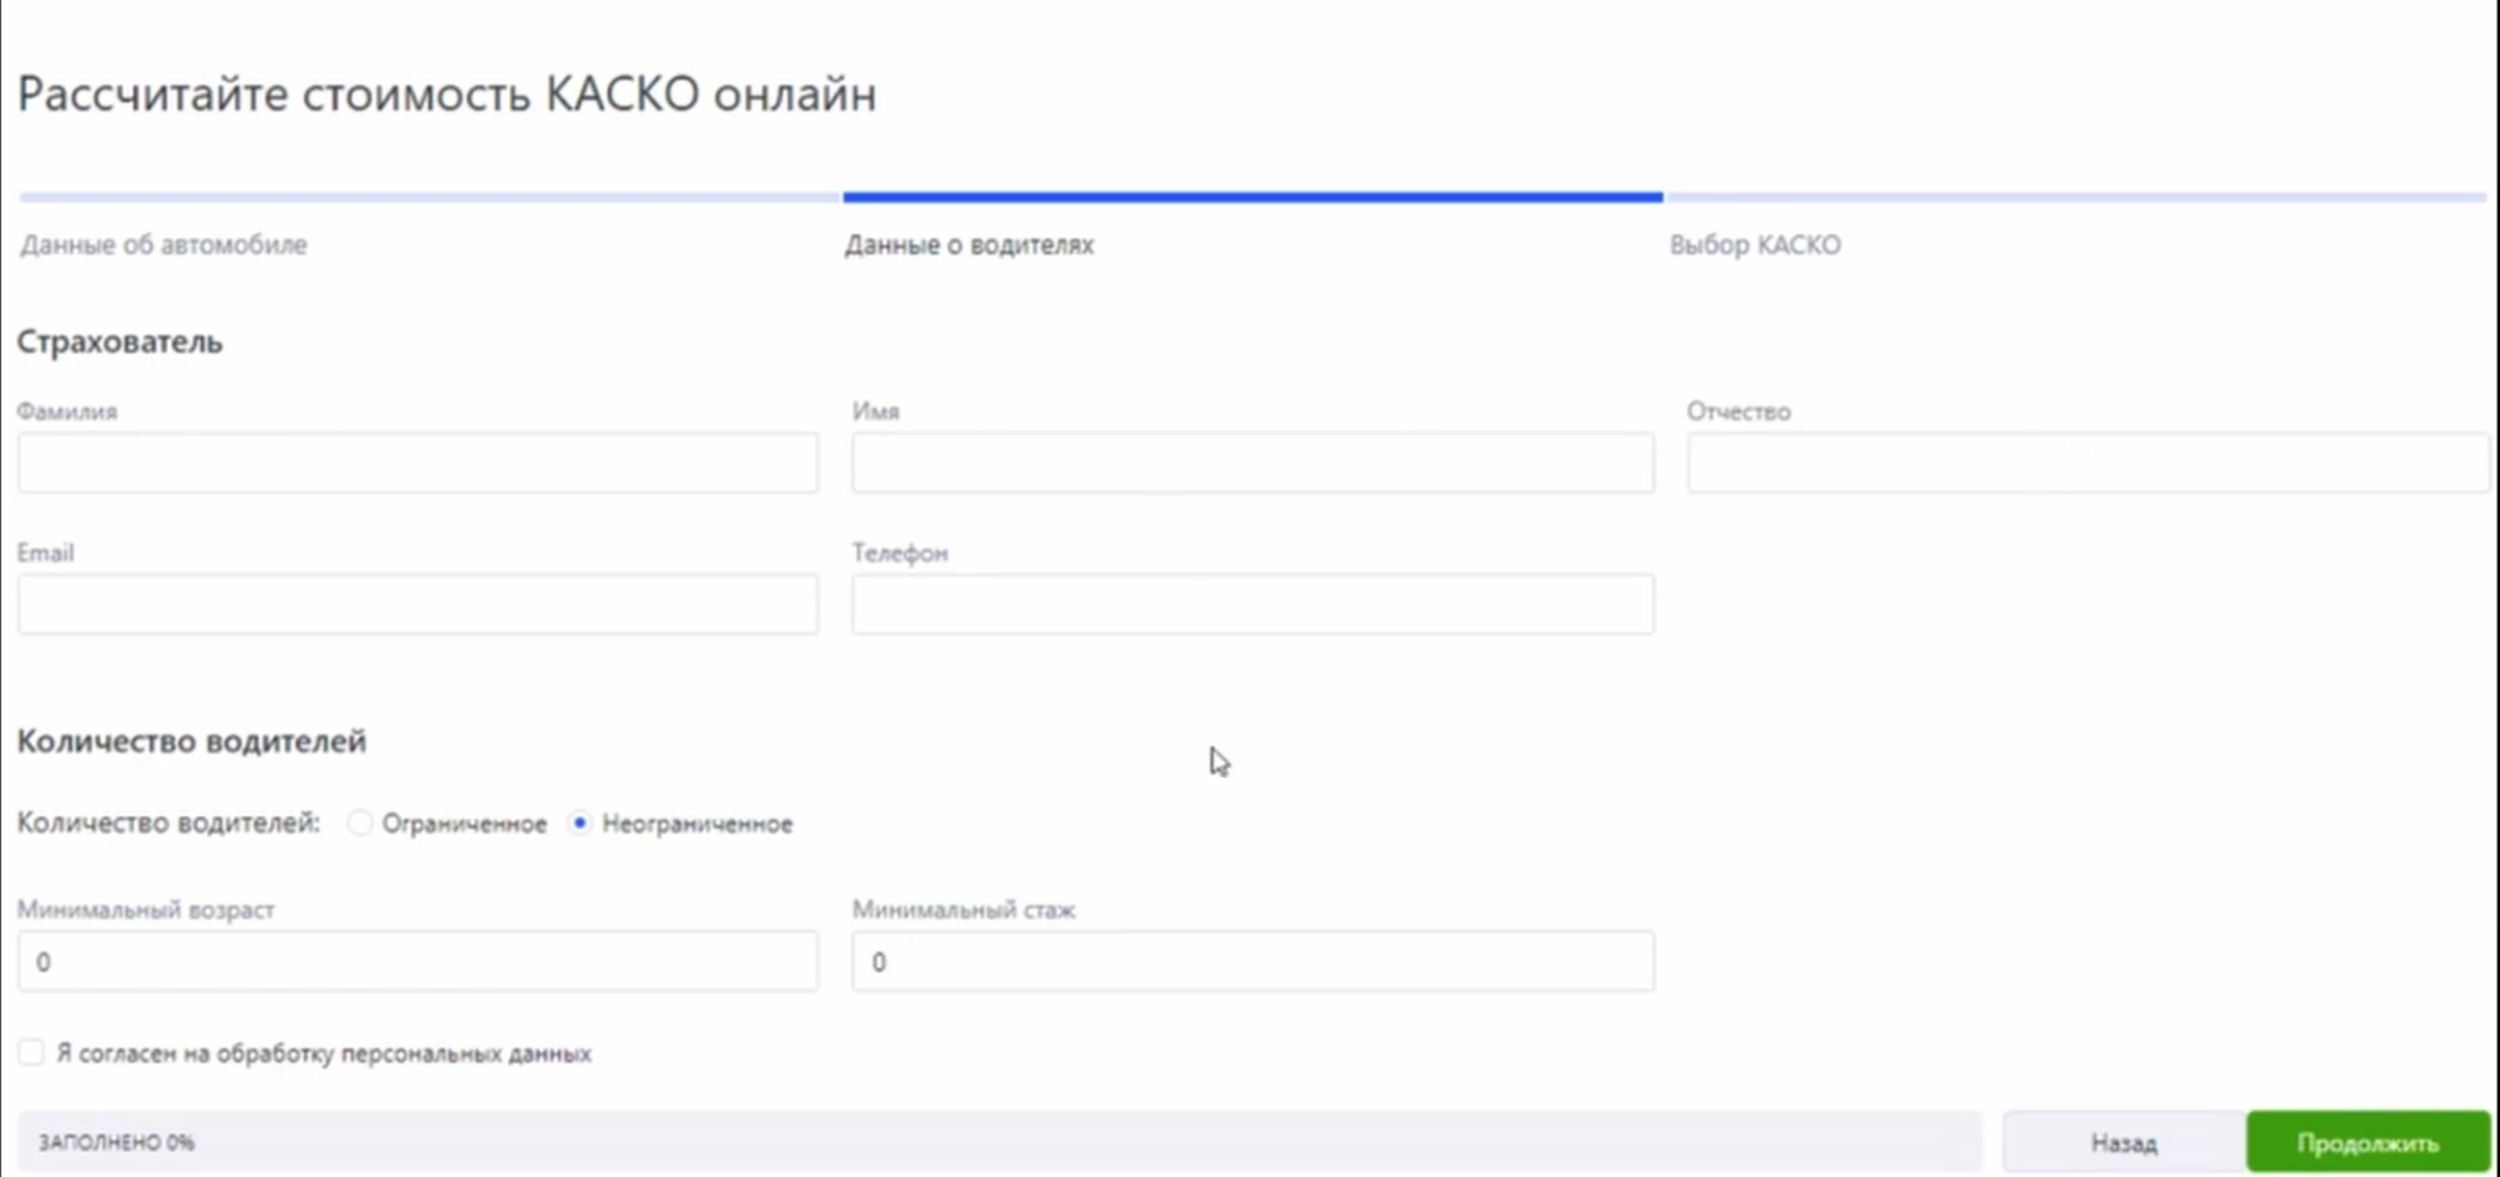 Рассчитайте стоимость КАСКО онлайн
Данные об автомобиле
Данные о водителях
Выбор КАСКО
Страхователь
Фамилия
Имя
Отчество
Email
Телефон
Количество водителей
Количество водителей: Ограниченное Неограниченное
Минимальный возраст
Минимальный стаж
0
0
Я согласен на обработку персональных данных
ЗАПОЛНЕНО 0%
Назад
Продолжить